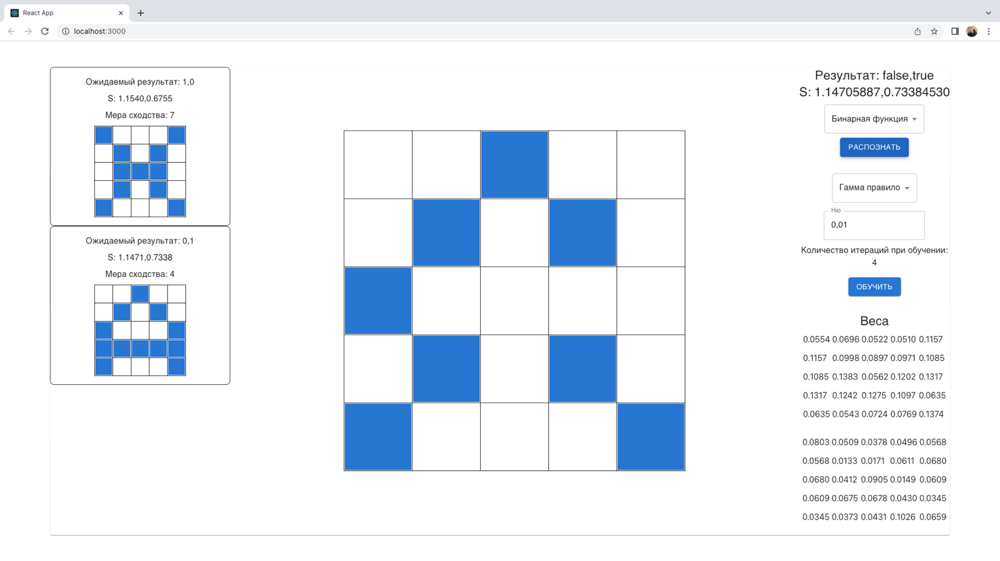 React App
localhost:3000
Ожидаемый результат: 1,0
S: 1.1540,0.6755
Мера сходства: 7
Ожидаемый результат: 0,1
S: 1.1471,0.7338
Мера сходства: 4
Результат: false,true
S: 1.14705887,0.73384530
Бинарная функция
РАСПОЗНАТЬ
Гамма правило
Ню
0,01
Количество итераций при обучении:
4
ОБУЧИТЬ
Веса
0.0554 0.0696 0.0522 0.0510 0.1157
0.1157 0.0998 0.0897 0.0971 0.1085
0.1085 0.1383 0.0562 0.1202 0.1317
0.1317 0.1242 0.1275 0.1097 0.0635
0.0635 0.0543 0.0724 0.0769 0.1374
0.0803 0.0509 0.0378 0.0496 0.0568
0.0568 0.0133 0.0171 0.0611 0.0680
0.0680 0.0412 0.0905 0.0149 0.0609
0.0609 0.0675 0.0678 0.0430 0.0345
0.0345 0.0373 0.0431 0.1026 0.0659